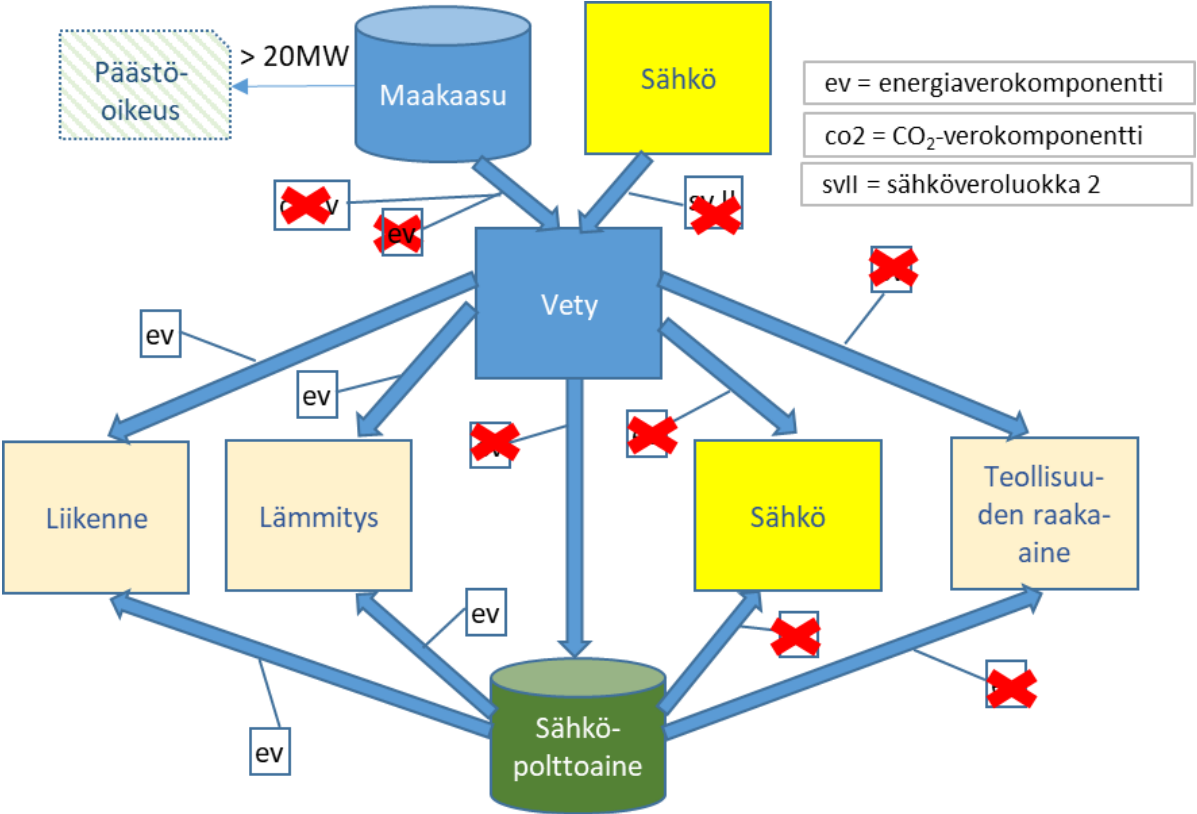 Päästö-
oikeus
> 20MW
Maakaasu
Sähkö
ev = energiaverokomponentti
co2 = CO₂-verokomponentti
svII = sähköveroluokka 2
ev
Vety
ev
ev
Liikenne
Lämmitys
Sähkö
Teollisuu-
den raaka-
aine
ev
ev
Sähkö-
polttoaine